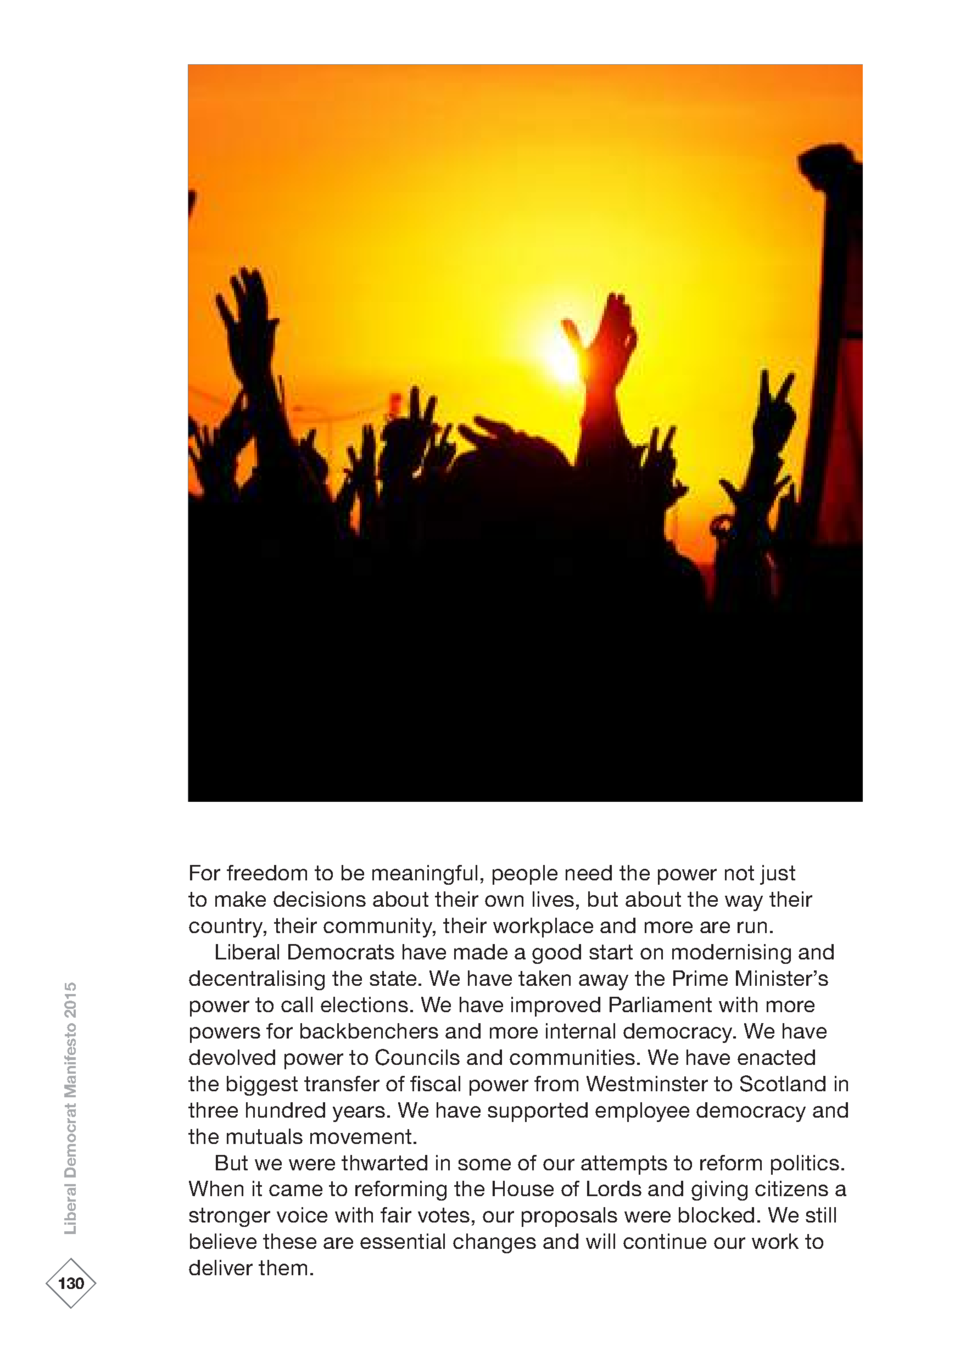 For freedom to be meaningful, people need the power not just
to make decisions about their own lives, but about the way their
country, their community, their workplace and more are run.
Liberal Democrats have made a good start on modernising and
decentralising the state. We have taken away the Prime Minister’s
power to call elections. We have improved Parliament with more
powers for backbenchers and more internal democracy. We have
devolved power to Councils and communities. We have enacted
the biggest transfer of fiscal power from Westminster to Scotland in
three hundred years. We have supported employee democracy and
the mutuals movement.
But we were thwarted in some of our attempts to reform politics.
When it came to reforming the House of Lords and giving citizens a
stronger voice with fair votes, our proposals were blocked. We still
believe these are essential changes and will continue our work to
deliver them.
Liberal Democrat Manifesto 2015
130